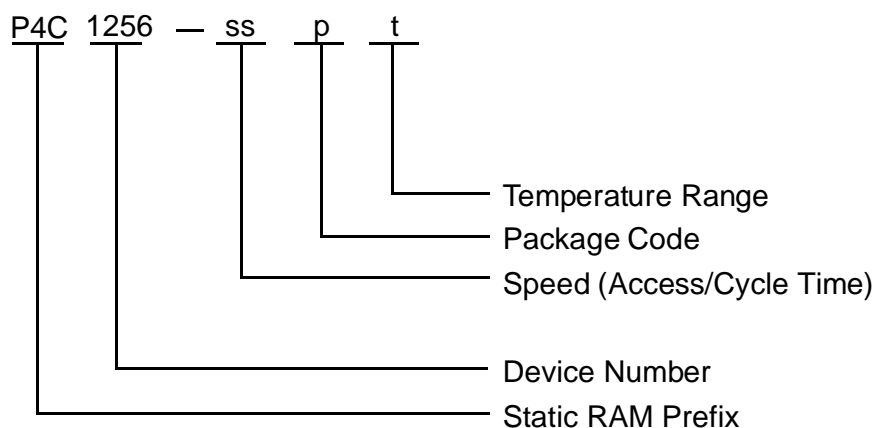 P4C 1256 — ss p t
Temperature Range
Package Code
Speed (Access/Cycle Time)
Device Number
Static RAM Prefix